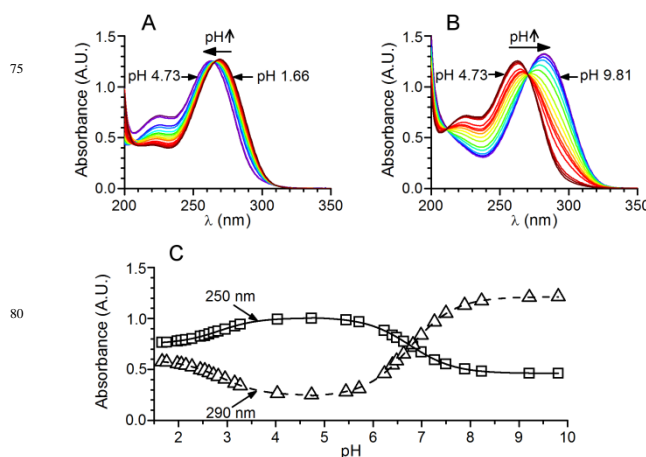 75
A
pH↑
pH 4.73
pH 1.66
Absorbance (A.U.)
1.5
1.0
0.5
0.0
200
250
300
350
λ (nm)
B
pH↑
pH 4.73
pH 9.81
Absorbance (A.U.)
1.5
1.0
0.5
0.0
200
250
300
350
λ (nm)
80
C
250 nm
290 nm
Absorbance (A.U.)
1.5
1.0
0.5
0.0
2
3
4
5
6
7
8
9
10
pH